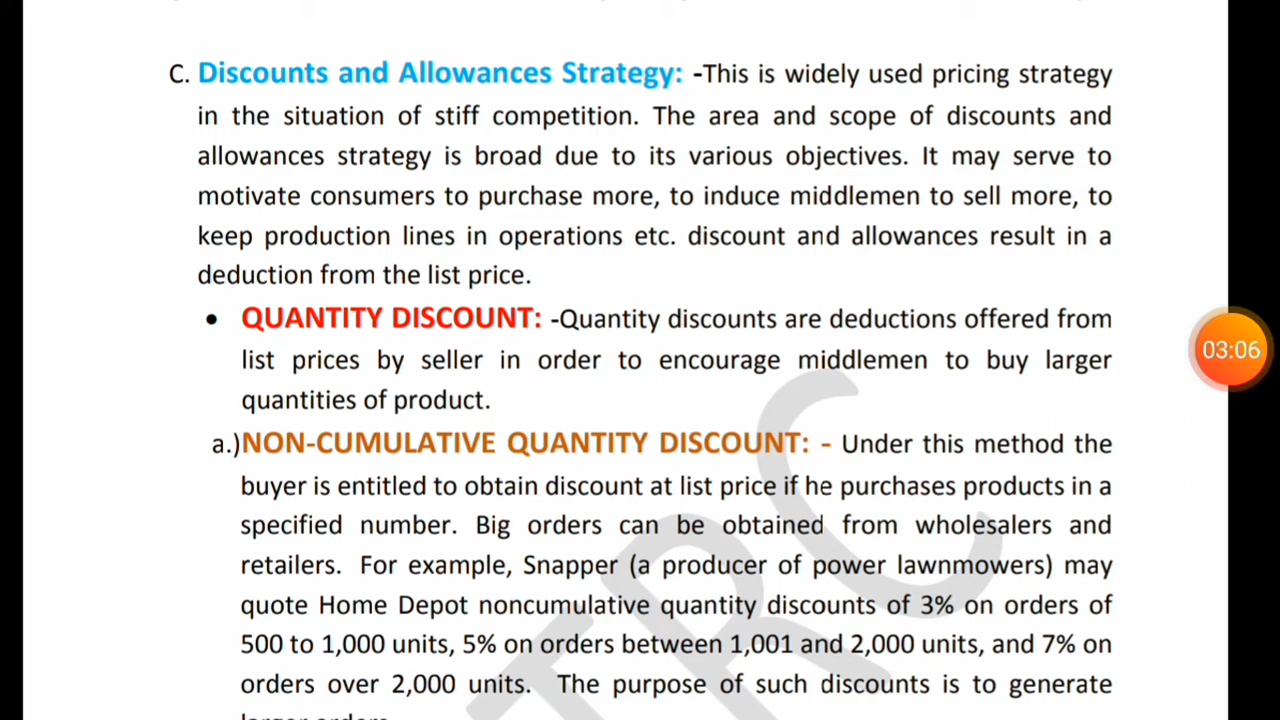 C. Discounts and Allowances Strategy: -This is widely used pricing strategy
in the situation of stiff competition. The area and scope of discounts and
allowances strategy is broad due to its various objectives. It may serve to
motivate consumers to purchase more, to induce middlemen to sell more, to
keep production lines in operations etc. discount and allowances result in a
deduction from the list price.
• QUANTITY DISCOUNT: -Quantity discounts are deductions offered from
list prices by seller in order to encourage middlemen to buy larger
quantities of product.
a.)NON-CUMULATIVE QUANTITY DISCOUNT: - Under this method the
buyer is entitled to obtain discount at list price if he purchases products in a
specified number. Big orders can be obtained from wholesalers and
retailers. For example, Snapper (a producer of power lawnmowers) may
quote Home Depot noncumulative quantity discounts of 3% on orders of
500 to 1,000 units, 5% on orders between 1,001 and 2,000 units, and 7% on
orders over 2,000 units. The purpose of such discounts is to generate
03:06
TRC